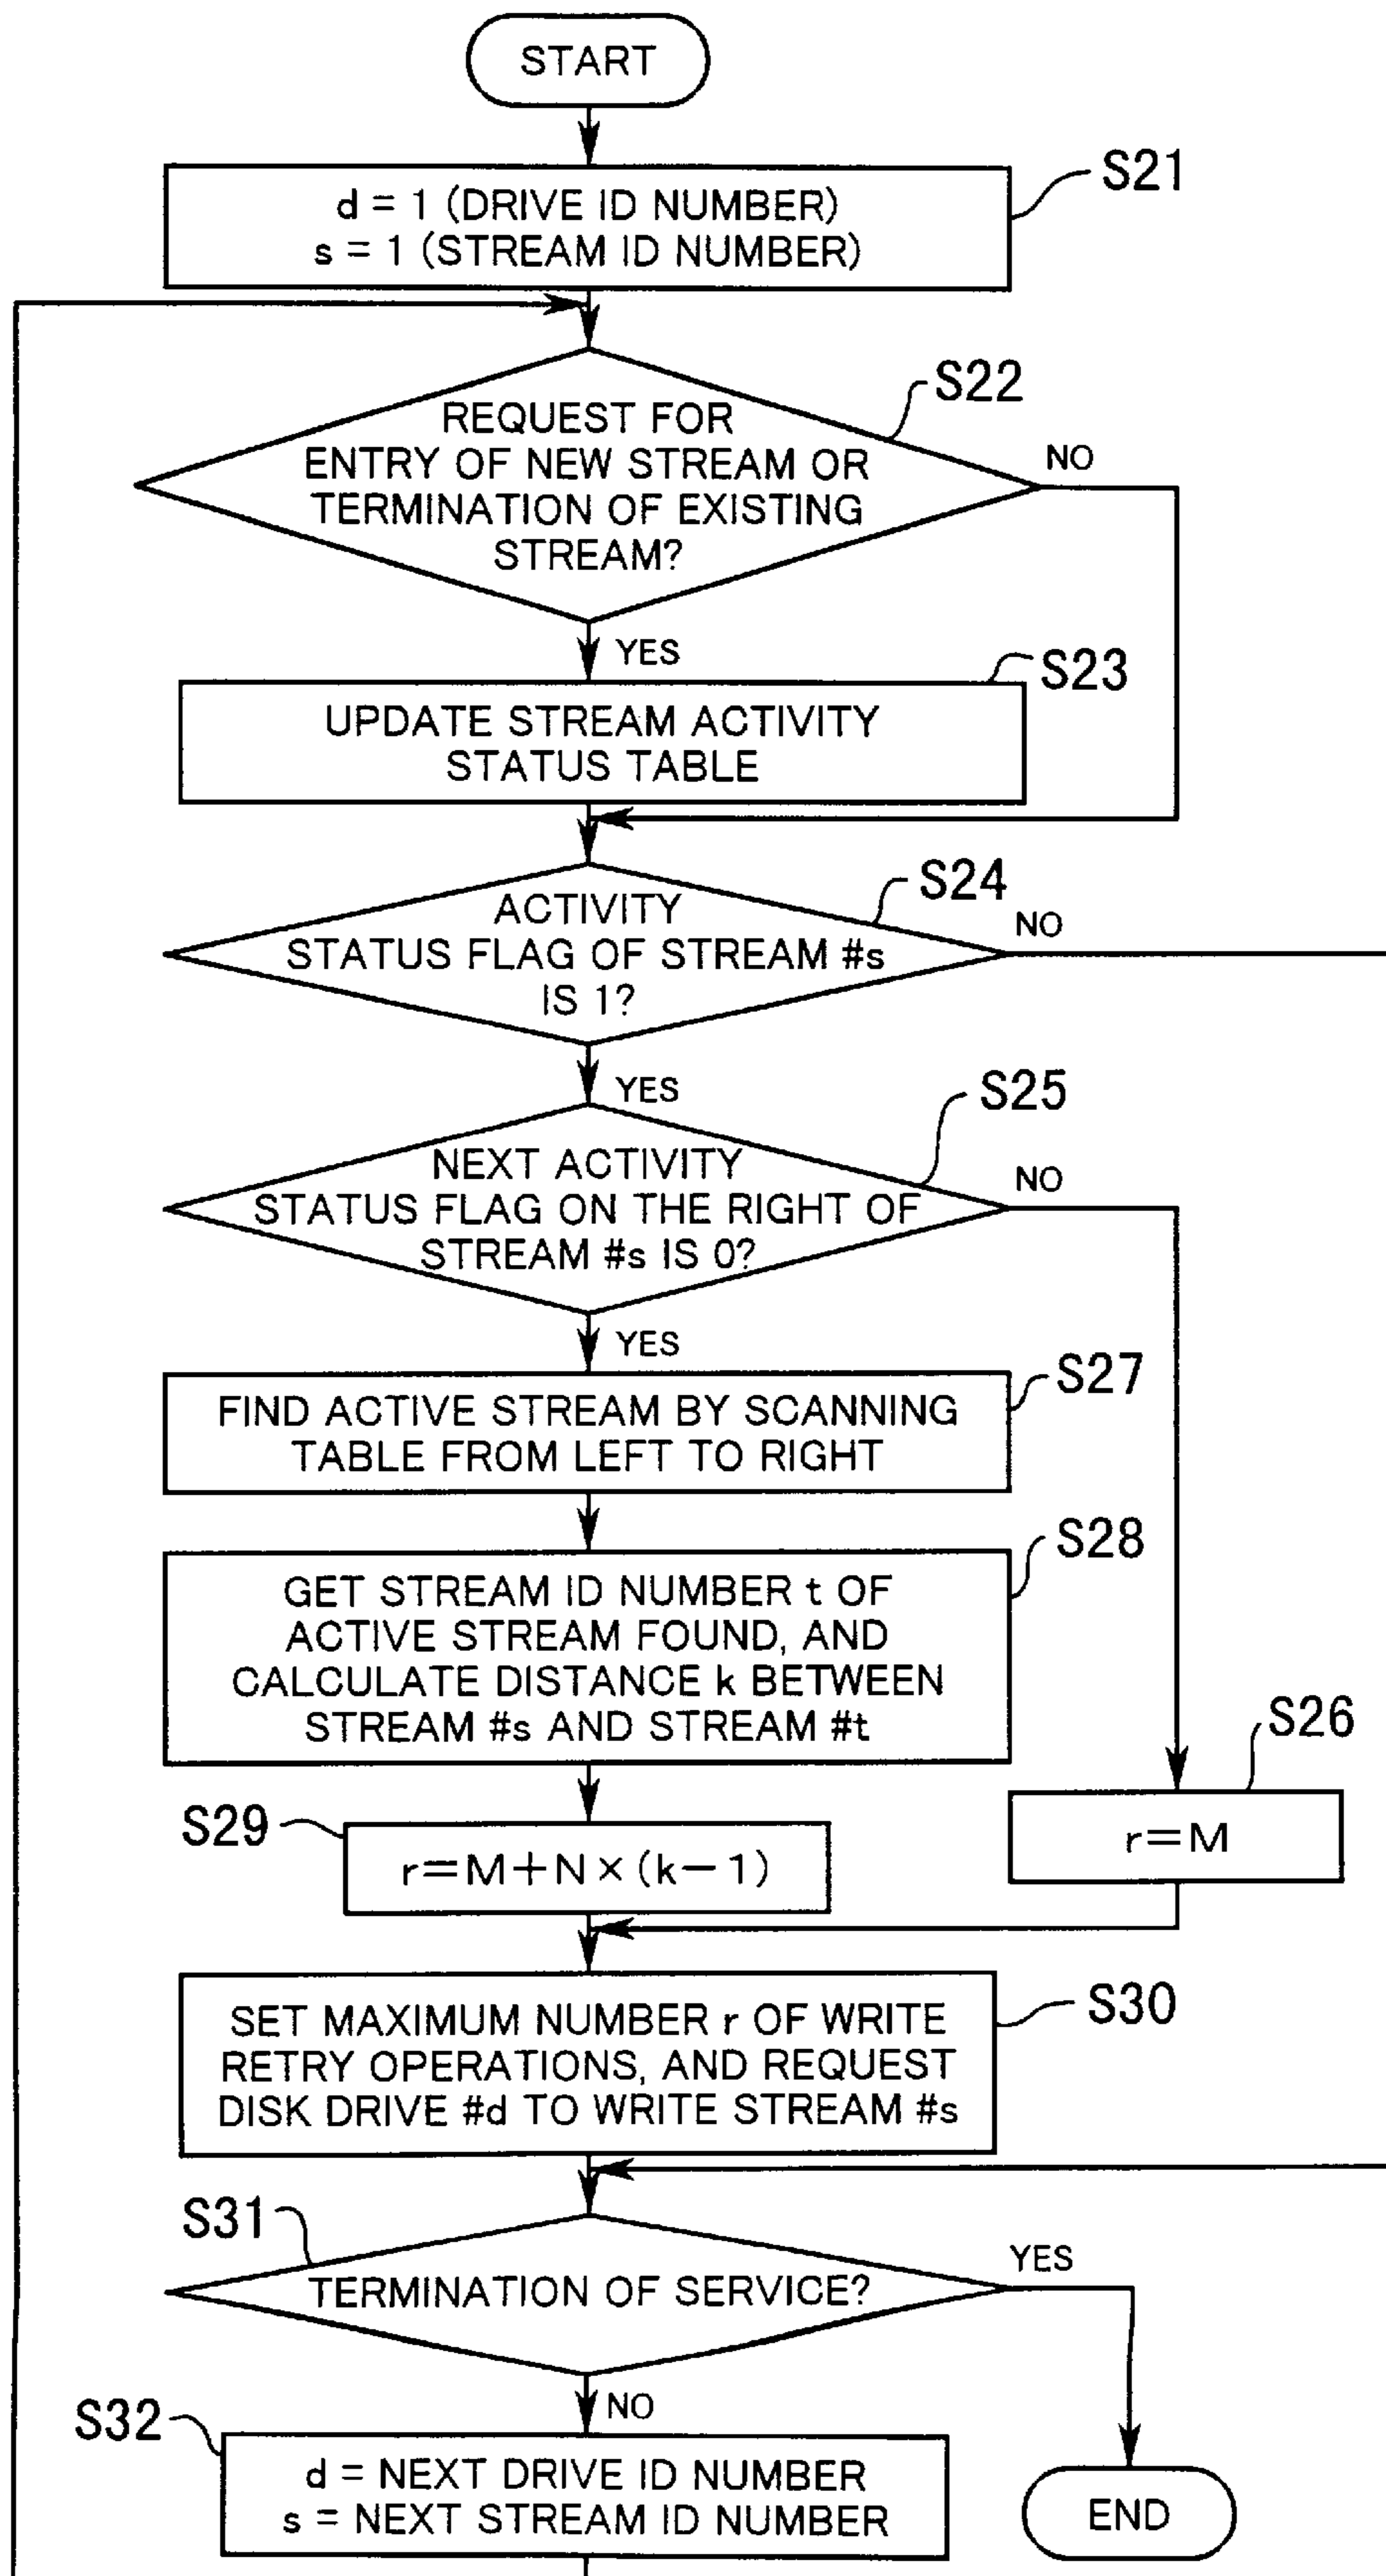 START
S21
d = 1 (DRIVE ID NUMBER)
s = 1 (STREAM ID NUMBER)
S22
REQUEST FOR
ENTRY OF NEW STREAM OR
TERMINATION OF EXISTING
STREAM?
NO
YES
S23
UPDATE STREAM ACTIVITY
STATUS TABLE
S24
ACTIVITY
STATUS FLAG OF STREAM #s
IS 1?
NO
YES
S25
NEXT ACTIVITY
STATUS FLAG ON THE RIGHT OF
STREAM #s IS 0?
NO
YES
S27
FIND ACTIVE STREAM BY SCANNING
TABLE FROM LEFT TO RIGHT
S28
GET STREAM ID NUMBER t OF
ACTIVE STREAM FOUND, AND
CALCULATE DISTANCE k BETWEEN
STREAM #s AND STREAM #t
S26
r=M
S29
r=M+N×(k-1)
S30
SET MAXIMUM NUMBER r OF WRITE
RETRY OPERATIONS, AND REQUEST
DISK DRIVE #d TO WRITE STREAM #s
S31
TERMINATION OF SERVICE?
YES
NO
S32
d = NEXT DRIVE ID NUMBER
s = NEXT STREAM ID NUMBER
END